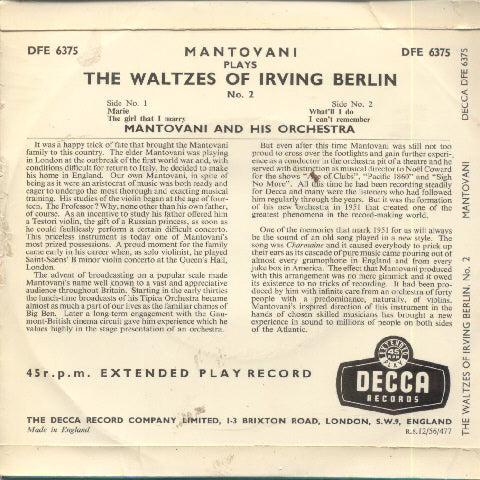 DFE 6375
MANTOVANI
DFE 6375
PLAYS
THE WALTZES OF IRVING BERLIN
No. 2
Side No. 1
Side No. 2
Marie
What'll I do
The girl that I marry
I can't remember
MANTOVANI AND HIS ORCHESTRA
It was a happy trick of fate that brought the Mantovani
family to this country. The elder Mantovani was playing
in London at the outbreak of the first world war and, with
conditions difficult for return to Italy, he decided to make
his home in England. Our own Mantovani, in spite of
being as it were an aristocrat of music was both ready and
eager to undergo the most thorough and exacting musical
training. His studies of the violin began at the age of four-
teen. The Professor? Why, none other than his own father,
of course. As an incentive to study his father offered him
a Testori violin, the gift of a Russian princess, as soon as
he could faultlessly perform a certain difficult concerto.
This precious instrument is today one of Mantovani's
most prized possessions. A proud moment for the family
came early in his career when, as solo violinist, he played
Saint-Saëns' B minor violin concerto at the Queen's Hall,
London.
The advent of broadcasting on a popular scale made
Mantovani's name well known to a vast and appreciative
audience throughout Britain. Starting in the early thirties
the lunch-time broadcasts of his Tipica Orchestra became
almost as much a part of our lives as the familiar chimes of
Big Ben. Later a long-term engagement with the Gau-
mont-British cinema circuit gave him experience which he
values highly in the stage presentation of an orchestra.
But even after this time Mantovani was still not too
proud to cross over the footlights and gain further experi-
ence as a conductor in the orchestra pit of a theatre and he
served with distinction as musical director to Noël Coward
for the shows "Ace of Clubs", "Pacific 1860" and "Sigh
No More". All this time he had been recording steadily
for Decca and many were the listeners who had followed
him regularly through the years. But it was the formation
of his new orchestra in 1951 that created one of the
greatest phenomena in the record-making world.
One of the memories that mark 1951 for us will always
be the sound of an old song played in a new style. The
song was Charmaine and it caused everybody to prick up
their ears as its cascade of pure music came pouring out of
almost every gramophone in England and from every
juke box in America. The effect that Mantovani produced
with this arrangement was no mere gimmick and it owed
its existence to no tricks of recording. It had been pro-
duced by him with infinite care from an orchestra of forty
people with a predominance, naturally, of violins.
Mantovani's inspired direction of this instrument in the
hands of chosen skilled musicians has brought a new
experience in sound to millions of people on both sides
of the Atlantic.
45 r.p.m. EXTENDED PLAY RECORD
EXTENDED
45
RPM
PLAY
DECCA
RECORDS
THE DECCA RECORD COMPANY LIMITED, 1-3 BRIXTON ROAD, LONDON, S.W.9, ENGLAND
Made in England
R.S.12/56/477
THE WALTZES OF IRVING BERLIN, No. 2 MANTOVANI DECCA DFE 6375